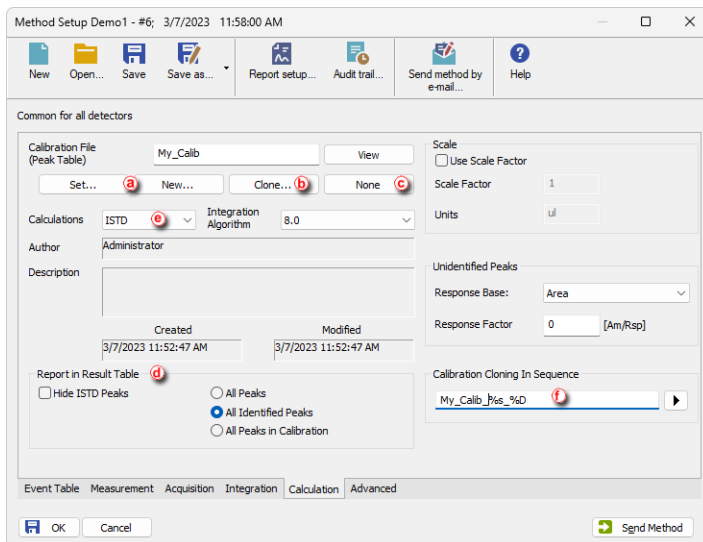 Method Setup Demo1 - #6;   3/7/2023   11:58:00 AM
New Open... Save Save as... Report setup... Audit trail... Send method by e-mail... Help
Common for all detectors
Calibration File (Peak Table) My_Calib View
Set... a New... Clone... b None c
Calculations ISTD e Integration Algorithm 8.0
Author Administrator
Description
Created Modified
3/7/2023 11:52:47 AM 3/7/2023 11:52:47 AM
Report in Result Table d
Hide ISTD Peaks All Peaks
All Identified Peaks
All Peaks in Calibration
Scale
Use Scale Factor
Scale Factor 1
Units ul
Unidentified Peaks
Response Base: Area
Response Factor 0 [Am/Rsp]
Calibration Cloning In Sequence
My_Calib_%s_%D f
Event Table Measurement Acquisition Integration Calculation Advanced
OK Cancel Send Method